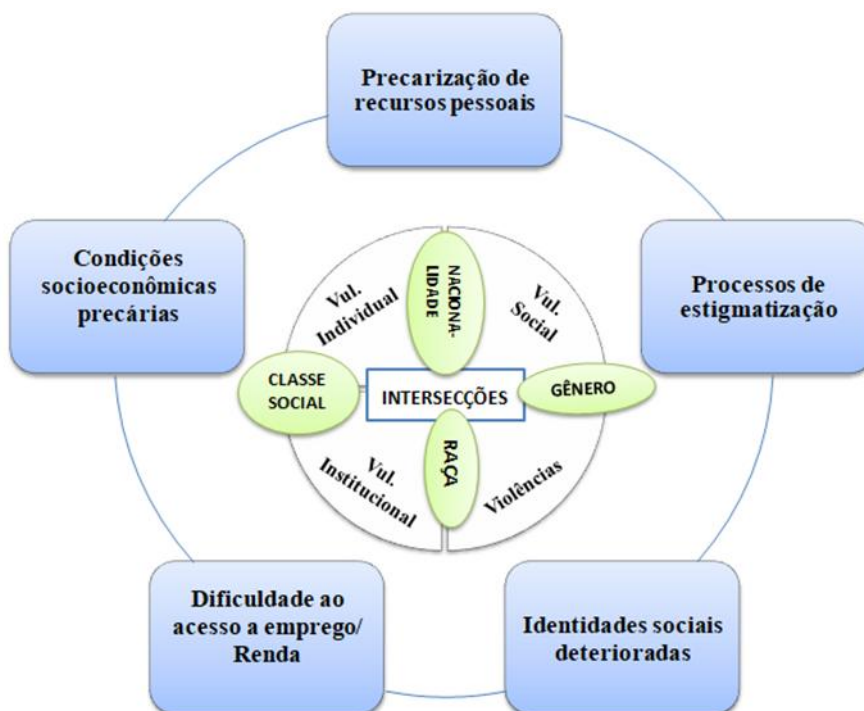 Precarização de
recursos pessoais
Condições
socioeconômicas
precárias
Processos de
estigmatização
Vul.
Individual
NACIONA-
LIDADE
Vul.
Social
CLASSE
SOCIAL
INTERSECÇÕES
GÊNERO
Vul.
Institucional
RAÇA
Violências
Dificuldade ao
acesso a emprego/
Renda
Identidades sociais
deterioradas